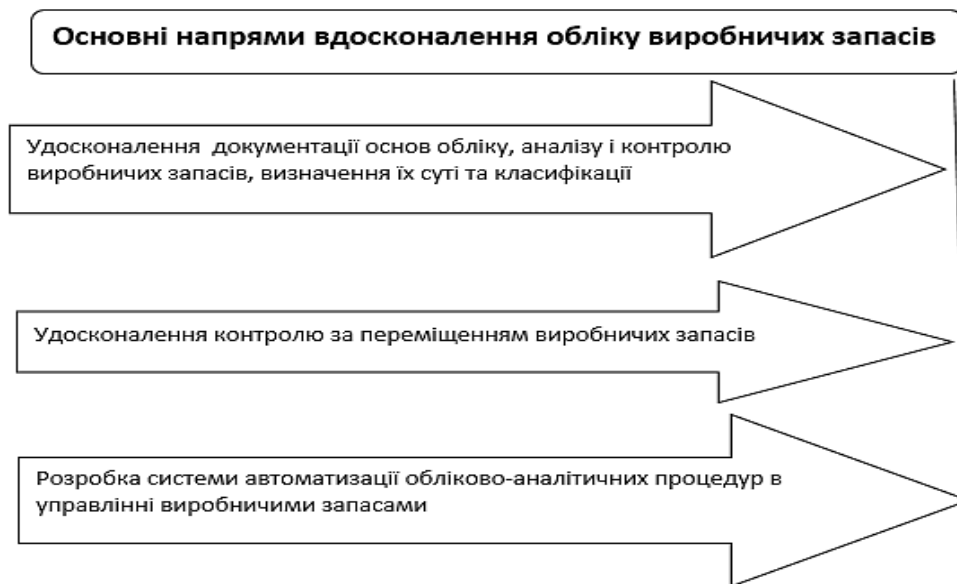 Основні напрями вдосконалення обліку виробничих запасів
Удосконалення документації основ обліку, аналізу і контролю
виробничих запасів, визначення їх суті та класифікації
Удосконалення контролю за переміщенням виробничих запасів
Розробка системи автоматизації обліково-аналітичних процедур в
управлінні виробничими запасами